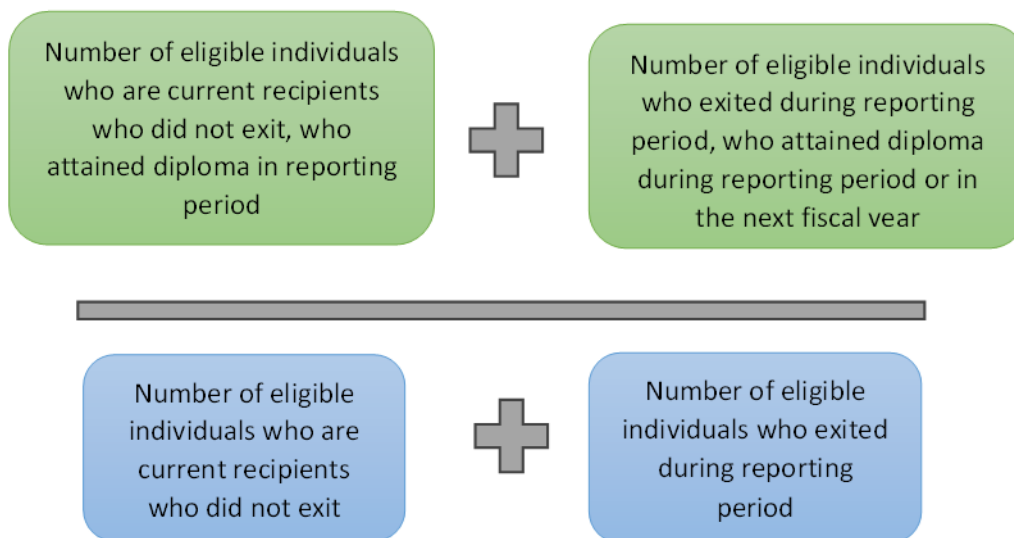 Number of eligible individuals
who are current recipients
who did not exit, who
attained diploma in reporting
period
Number of eligible individuals
who exited during reporting
period, who attained diploma
during reporting period or in
the next fiscal year
Number of eligible
individuals who are
current recipients
who did not exit
Number of eligible
individuals who exited
during reporting
period